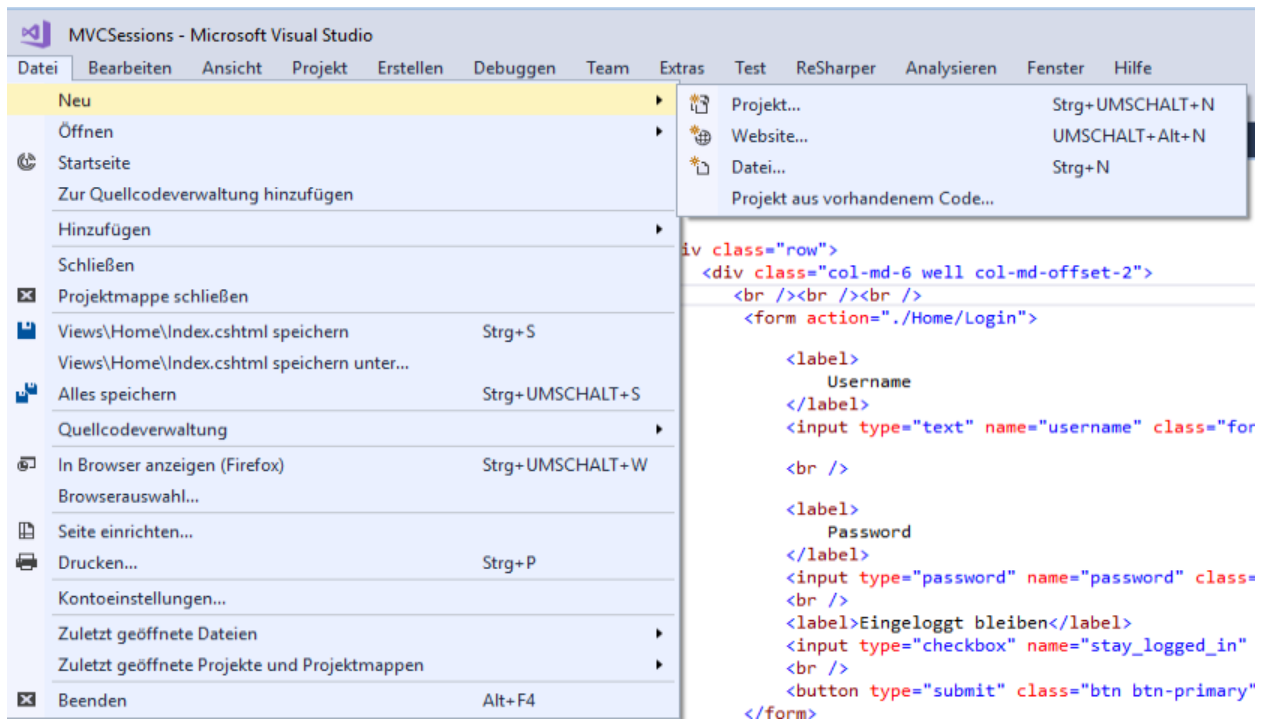 MVCSessions - Microsoft Visual Studio
Datei Bearbeiten Ansicht Projekt Erstellen Debuggen Team Extras Test ReSharper Analysieren Fenster Hilfe
Neu
Öffnen
Startseite
Zur Quellcodeverwaltung hinzufügen
Hinzufügen
Schließen
Projektmappe schließen
Views\Home\Index.cshtml speichern Strg+S
Views\Home\Index.cshtml speichern unter...
Alles speichern Strg+UMSCHALT+S
Quellcodeverwaltung
In Browser anzeigen (Firefox) Strg+UMSCHALT+W
Browserauswahl...
Seite einrichten...
Drucken... Strg+P
Kontoeinstellungen...
Zuletzt geöffnete Dateien
Zuletzt geöffnete Projekte und Projektmappen
Beenden Alt+F4
Projekt... Strg+UMSCHALT+N
Website... UMSCHALT+Alt+N
Datei... Strg+N
Projekt aus vorhandenem Code...
iv class="row">
<div class="col-md-6 well col-md-offset-2">
<br /><br /><br />
<form action="./Home/Login">
<label>
Username
</label>
<input type="text" name="username" class="for
<br />
<label>
Password
</label>
<input type="password" name="password" class=
<br />
<label>Eingeloggt bleiben</label>
<input type="checkbox" name="stay_logged_in"
<br />
<button type="submit" class="btn btn-primary"
</form>